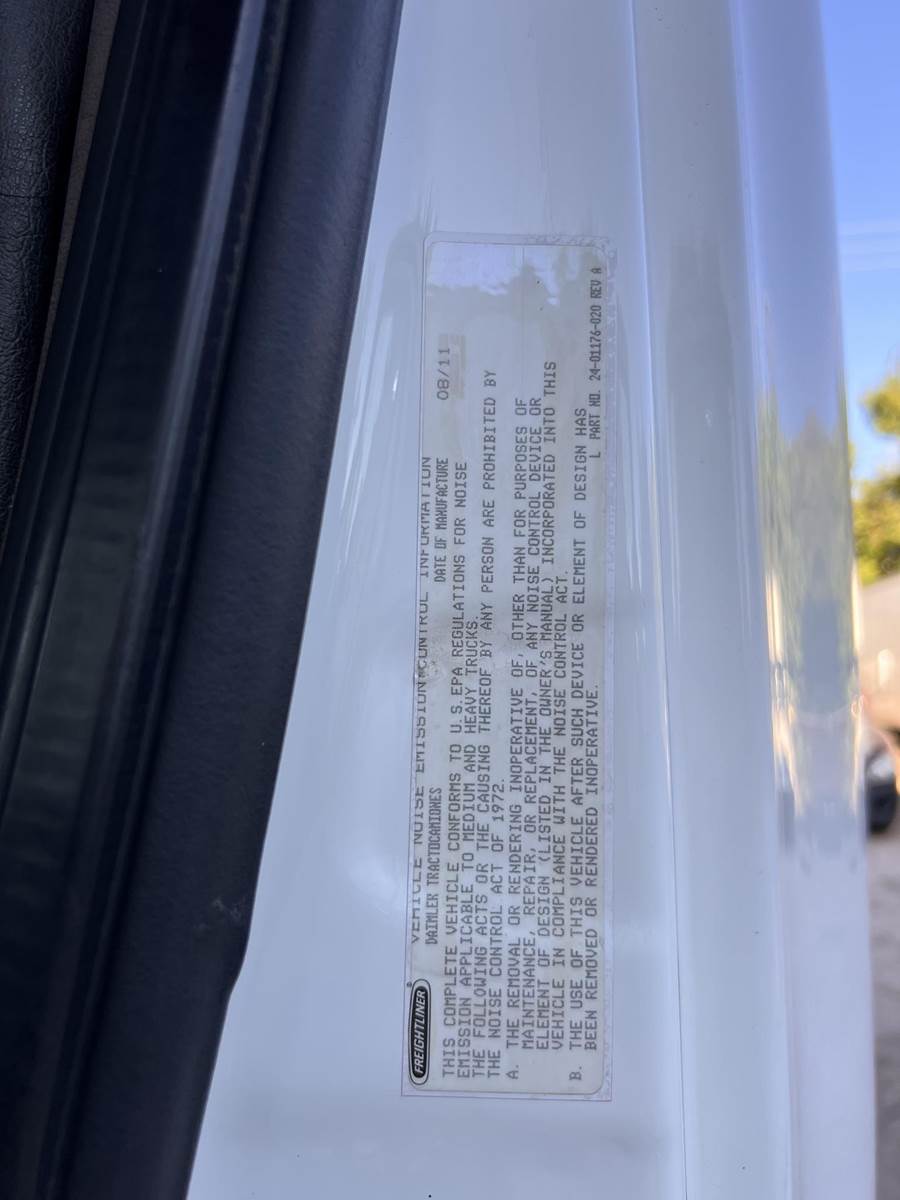 FREIGHTLINER®
VEHICLE NOISE EMISSION CONTROL INFORMATION
DAIMLER TRACTOCAMIONES DATE OF MANUFACTURE 08/11
THIS COMPLETE VEHICLE CONFORMS TO U.S.EPA REGULATIONS FOR NOISE
EMISSION APPLICABLE TO MEDIUM AND HEAVY TRUCKS.
THE FOLLOWING ACTS OR THE CAUSING THEREOF BY ANY PERSON ARE PROHIBITED BY
THE NOISE CONTROL ACT OF 1972.
A. THE REMOVAL OR RENDERING INOPERATIVE OF, OTHER THAN FOR PURPOSES OF
MAINTENANCE, REPAIR, OR REPLACEMENT, OF ANY NOISE CONTROL DEVICE OR
ELEMENT OF DESIGN (LISTED IN THE OWNER'S MANUAL) INCORPORATED INTO THIS
VEHICLE IN COMPLIANCE WITH THE NOISE CONTROL ACT.
B. THE USE OF THIS VEHICLE AFTER SUCH DEVICE OR ELEMENT OF DESIGN HAS
BEEN REMOVED OR RENDERED INOPERATIVE.
L PART NO. 24-01176-020 REV A